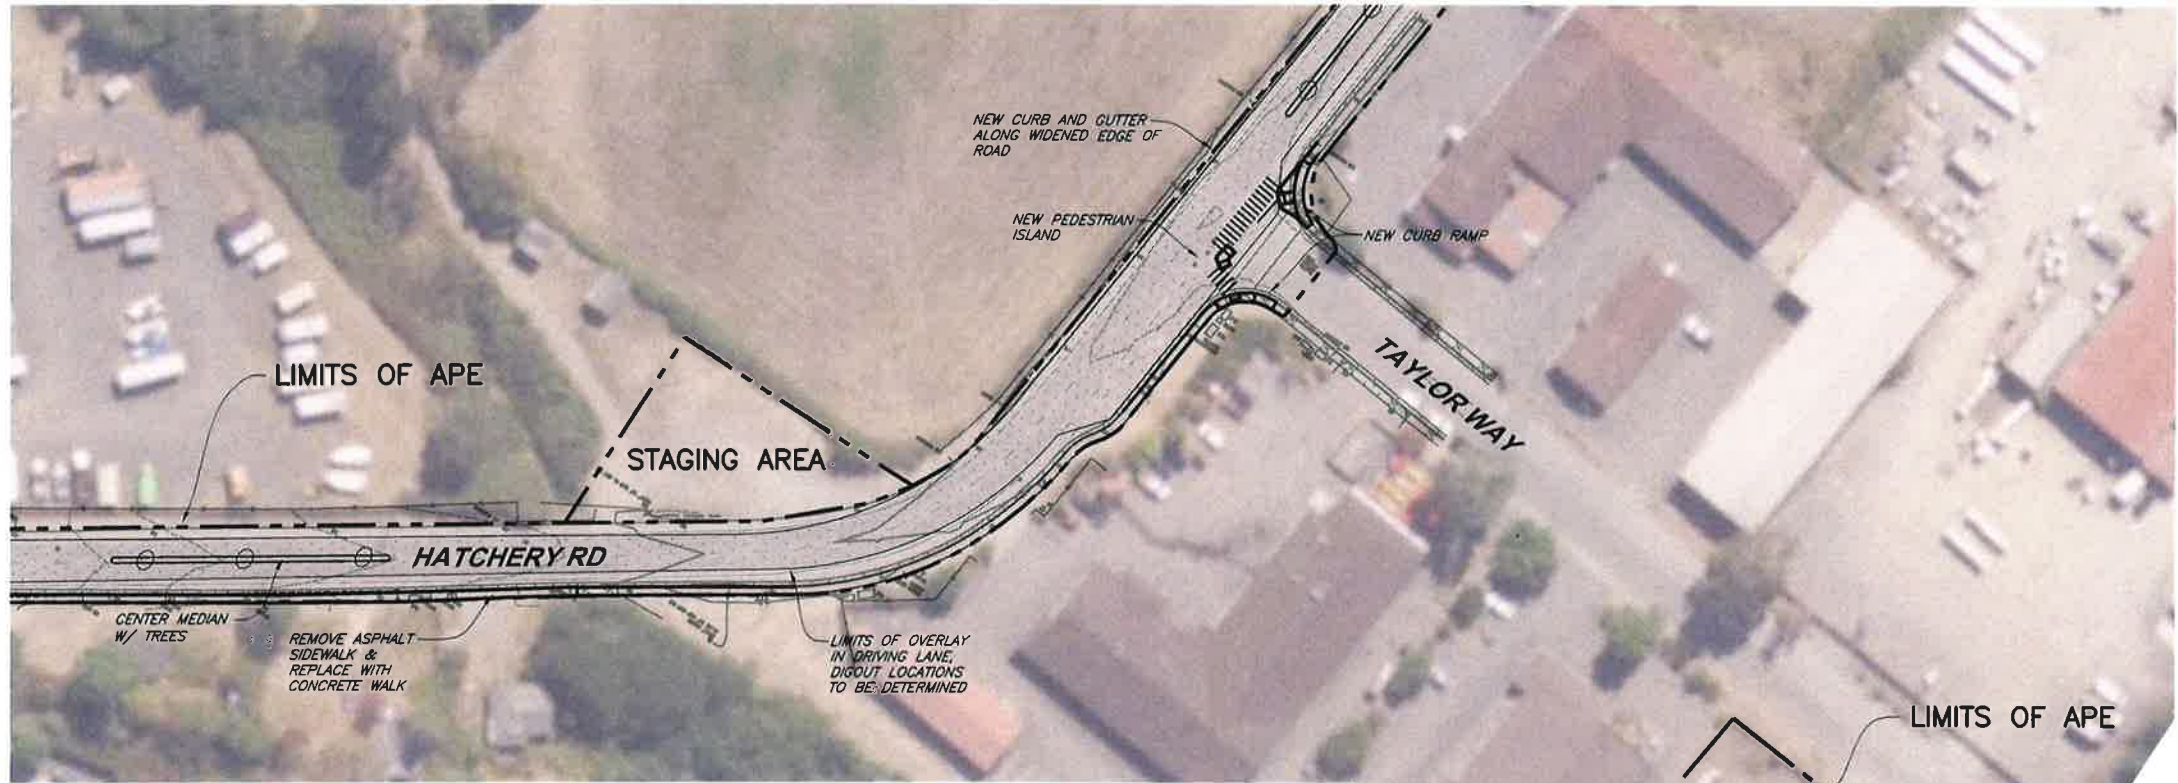 NEW CURB AND GUTTER
ALONG WIDENED EDGE OF
ROAD
NEW PEDESTRIAN
ISLAND
NEW CURB RAMP
LIMITS OF APE
STAGING AREA
TAYLOR WAY
HATCHERY RD
CENTER MEDIAN
W/ TREES
REMOVE ASPHALT
SIDEWALK &
REPLACE WITH
CONCRETE WALK
LIMITS OF OVERLAY
IN DRIVING LANE,
DIGOUT LOCATIONS
TO BE DETERMINED
LIMITS OF APE